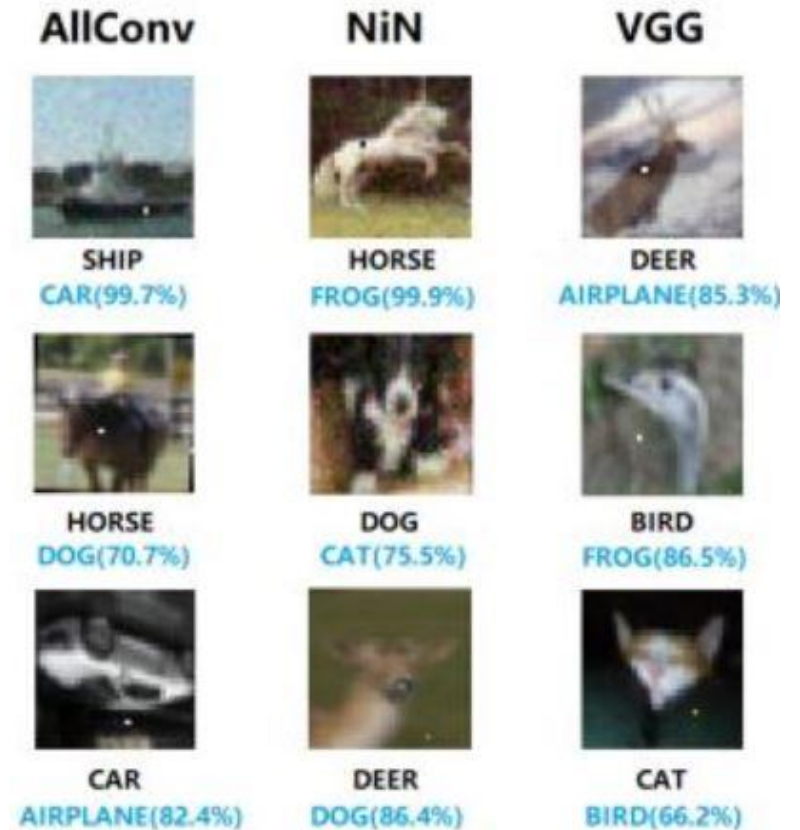 AllConv NiN VGG
SHIP HORSE DEER
CAR(99.7%) FROG(99.9%) AIRPLANE(85.3%)
HORSE DOG BIRD
DOG(70.7%) CAT(75.5%) FROG(86.5%)
CAR DEER CAT
AIRPLANE(82.4%) DOG(86.4%) BIRD(66.2%)